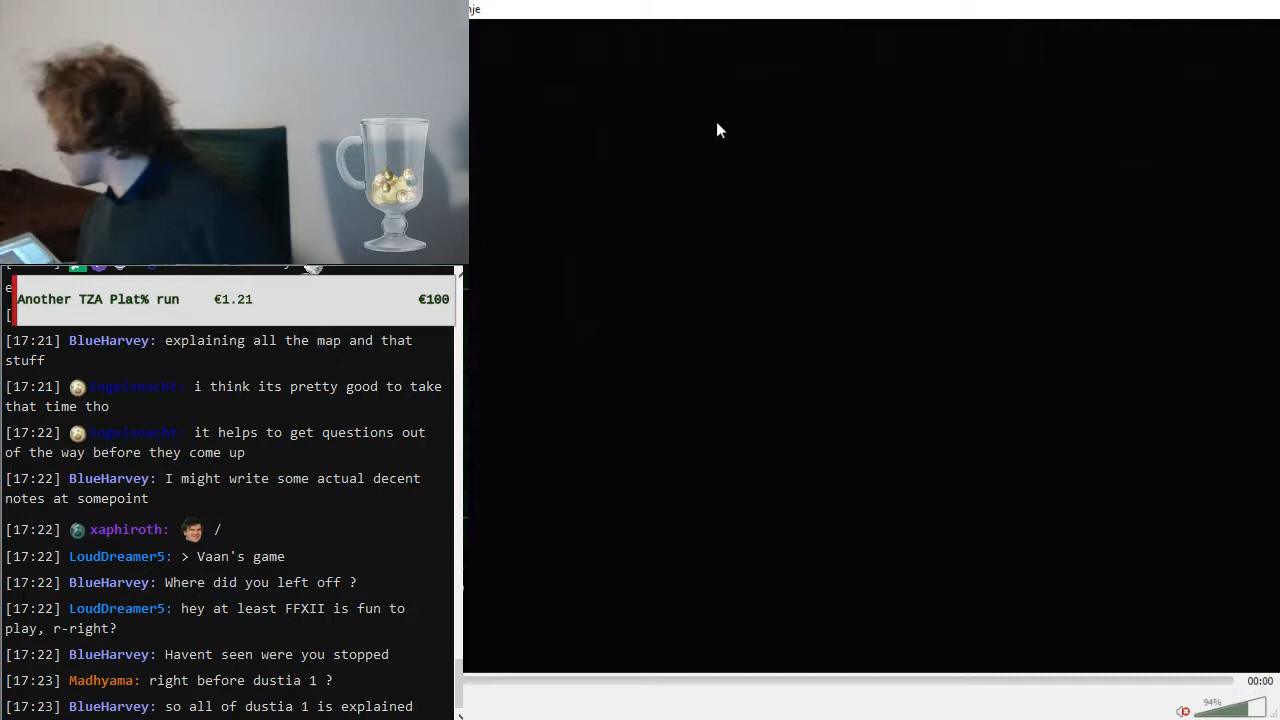 nje
Another TZA Plat% run €1.21 €100
[17:21] BlueHarvey: explaining all the map and that
stuff
[17:21] Engelsnacht: i think its pretty good to take
that time tho
[17:22] Engelsnacht: it helps to get questions out
of the way before they come up
[17:22] BlueHarvey: I might write some actual decent
notes at somepoint
[17:22] xaphiroth: /
[17:22] LoudDreamer5: > Vaan's game
[17:22] BlueHarvey: Where did you left off ?
[17:22] LoudDreamer5: hey at least FFXII is fun to
play, r-right?
[17:22] BlueHarvey: Havent seen were you stopped
[17:23] Madhyama: right before dustia 1 ?
[17:23] BlueHarvey: so all of dustia 1 is explained
00:00
94%